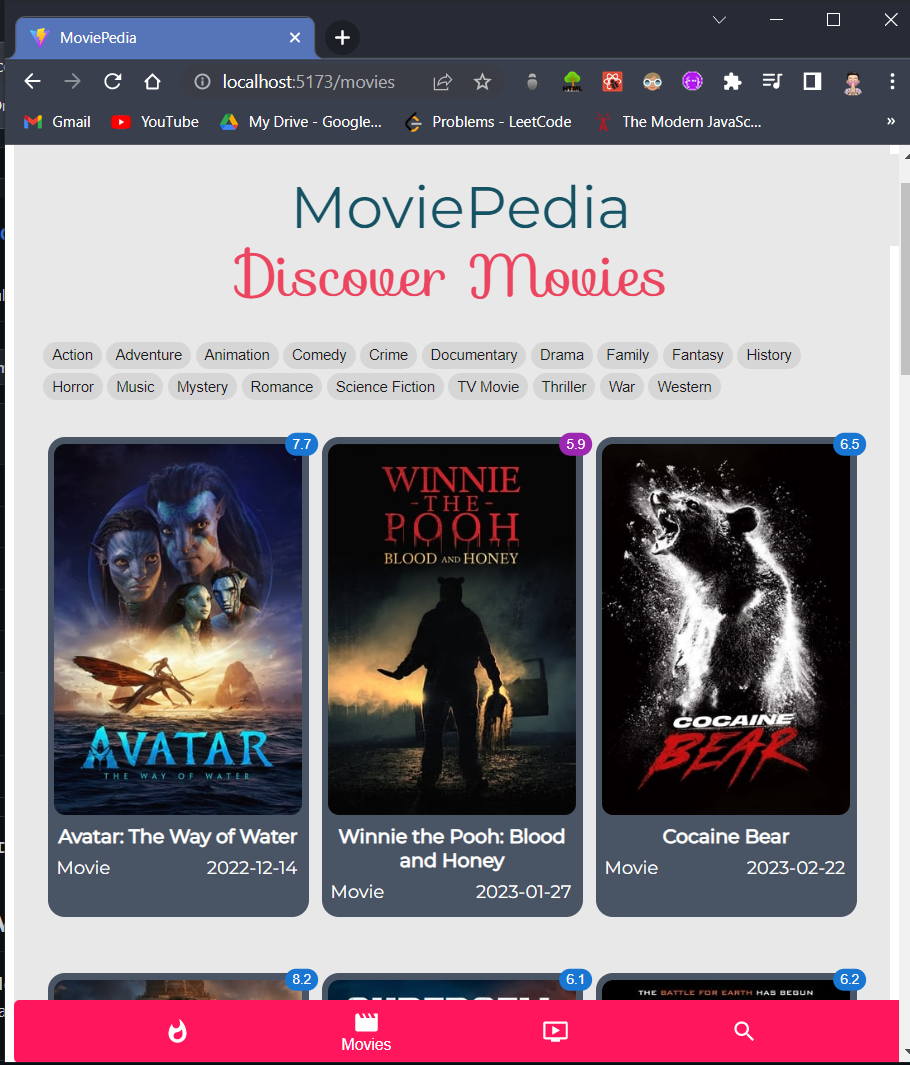 MoviePedia
localhost:5173/movies
Gmail YouTube My Drive - Google... Problems - LeetCode The Modern JavaSc... »
MoviePedia
Discover Movies
Action Adventure Animation Comedy Crime Documentary Drama Family Fantasy History
Horror Music Mystery Romance Science Fiction TV Movie Thriller War Western
7.7
AVATAR
THE WAY OF WATER
Avatar: The Way of Water
Movie 2022-12-14
5.9
WINNIE
-THE-
POOH
BLOOD AND HONEY
Winnie the Pooh: Blood
and Honey
Movie 2023-01-27
6.5
COCAINE
BEAR
Cocaine Bear
Movie 2023-02-22
8.2
6.1
6.2
THE BATTLE FOR EARTH HAS BEGUN
Movies